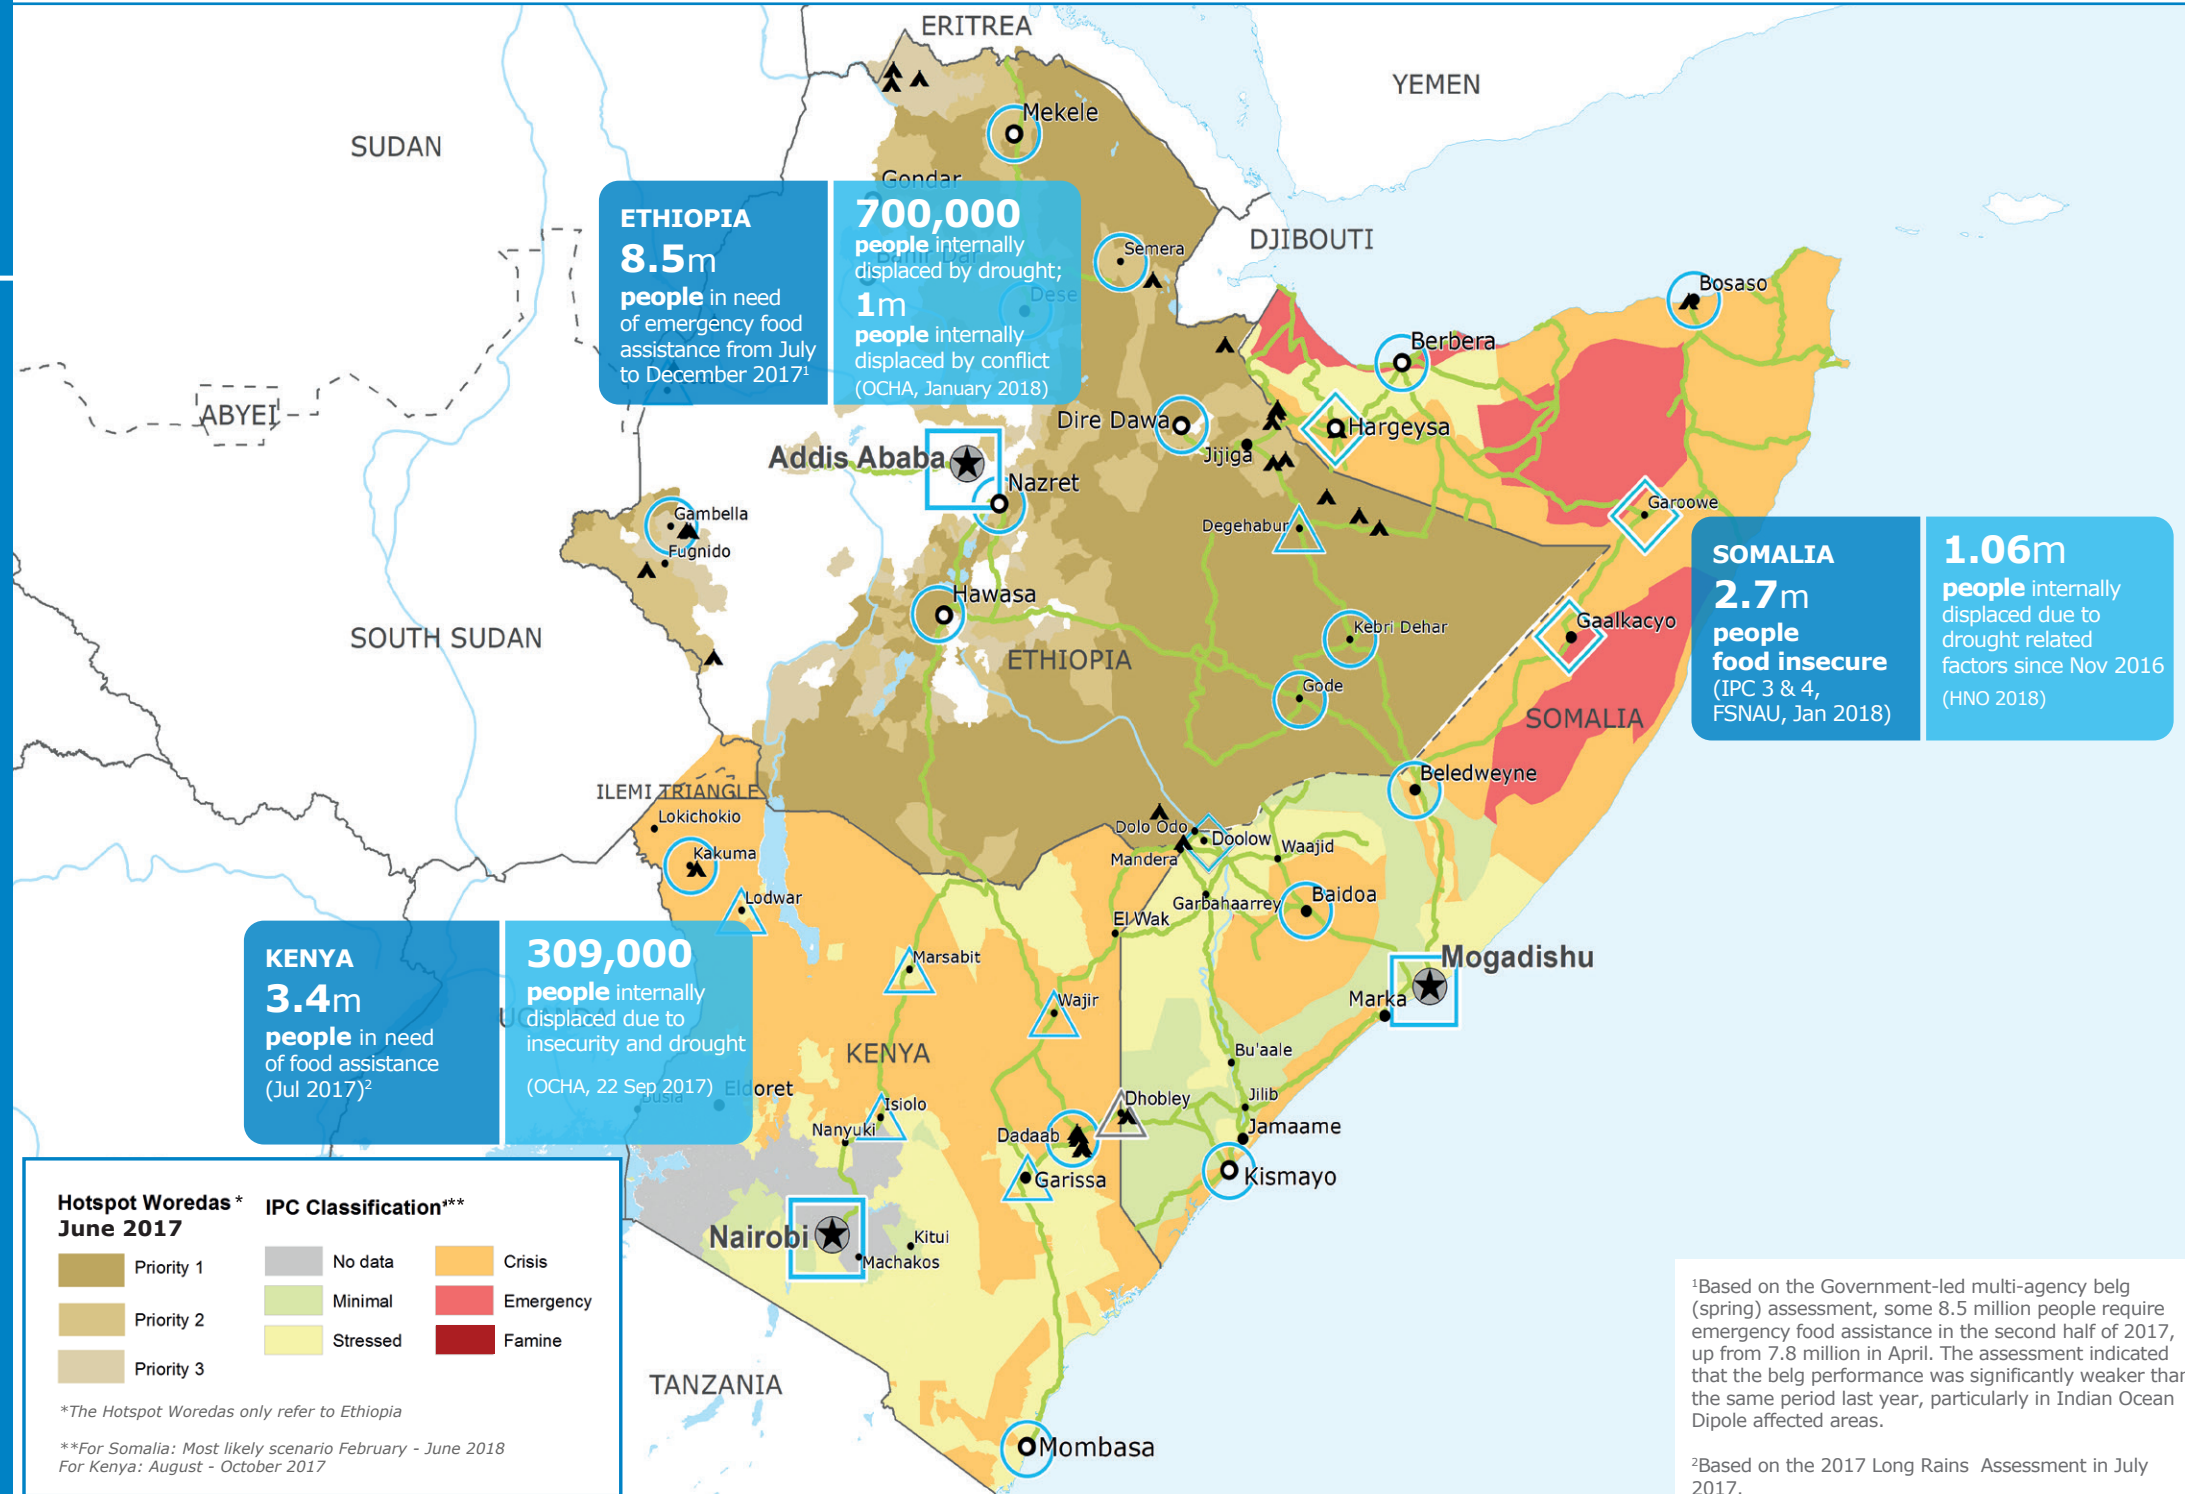 ERITREA
YEMEN
Mekele
SUDAN
Gondar
ETHIOPIA
8.5m
people in need
of emergency food
assistance from July
to December 2017¹
700,000
people internally
displaced by drought;
1m
people internally
displaced by conflict
(OCHA, January 2018)
Bahir Dar
Dese
Semera
DJIBOUTI
Bosaso
Berbera
ABYEI
Dire Dawa
Hargeysa
Jijiga
Addis Ababa
Nazret
Garoowe
Gambella
Fugnido
Degehabur
SOMALIA
2.7m
people
food insecure
(IPC 3 & 4,
FSNAU, Jan 2018)
1.06m
people internally
displaced due to
drought related
factors since Nov 2016
(HNO 2018)
Hawasa
Kebri Dehar
Gaalkacyo
SOUTH SUDAN
ETHIOPIA
Gode
SOMALIA
Beledweyne
ILEMI TRIANGLE
Lokichokio
Dolo Odo
Doolow
Waajid
Mandera
Kakuma
Lodwar
Garbahaarrey
Baidoa
El Wak
KENYA
3.4m
people in need
of food assistance
(Jul 2017)²
309,000
people internally
displaced due to
insecurity and drought
(OCHA, 22 Sep 2017)
UGANDA
Marsabit
Mogadishu
Wajir
Marka
KENYA
Bu'aale
Eldoret
Busia
Isiolo
Dhobley
Jilib
Nanyuki
Dadaab
Jamaame
Garissa
Kismayo
Nairobi
Kitui
Machakos
TANZANIA
Mombasa
Hotspot Woredas *
June 2017
Priority 1
Priority 2
Priority 3
IPC Classification***
No data
Minimal
Stressed
Crisis
Emergency
Famine
*The Hotspot Woredas only refer to Ethiopia
**For Somalia: Most likely scenario February - June 2018
For Kenya: August - October 2017
¹Based on the Government-led multi-agency belg
(spring) assessment, some 8.5 million people require
emergency food assistance in the second half of 2017,
up from 7.8 million in April. The assessment indicated
that the belg performance was significantly weaker than
the same period last year, particularly in Indian Ocean
Dipole affected areas.
²Based on the 2017 Long Rains Assessment in July
2017.